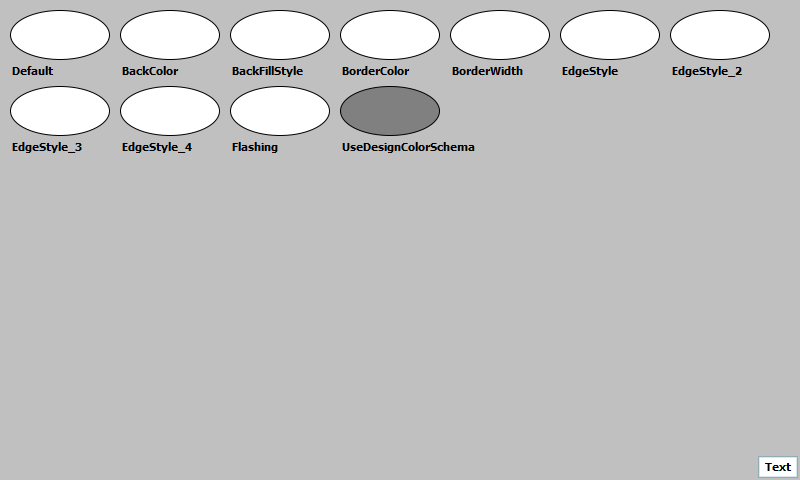 Default BackColor BackFillStyle BorderColor BorderWidth EdgeStyle EdgeStyle_2
EdgeStyle_3 EdgeStyle_4 Flashing UseDesignColorSchema
Text